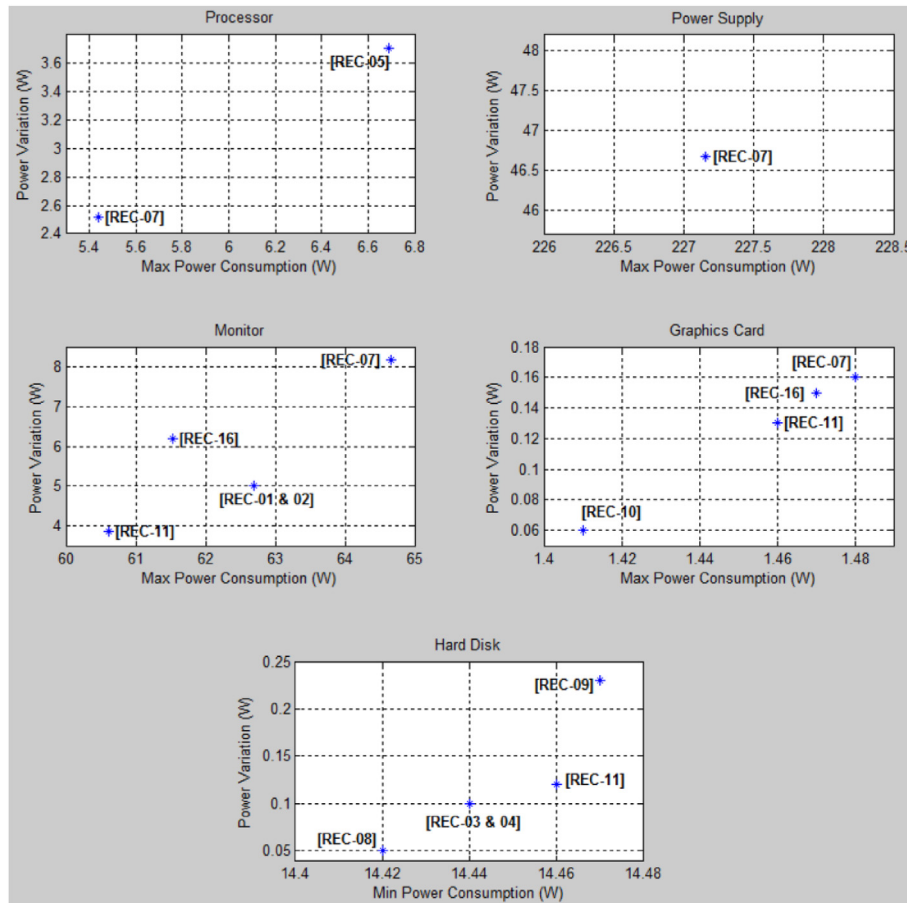 Processor
Power Variation (W)
3.6
3.4
3.2
3
2.8
2.6
2.4
[REC-05]
[REC-07]
5.4 5.6 5.8 6 6.2 6.4 6.6 6.8
Max Power Consumption (W)
Power Supply
Power Variation (W)
48
47.5
47
46.5
46
[REC-07]
226 226.5 227 227.5 228 228.5
Max Power Consumption (W)
Monitor
Power Variation (W)
8
7
6
5
4
[REC-07]
[REC-16]
[REC-01 & 02]
[REC-11]
60 61 62 63 64 65
Max Power Consumption (W)
Graphics Card
Power Variation (W)
0.18
0.16
0.14
0.12
0.1
0.08
0.06
[REC-07]
[REC-16]
[REC-11]
[REC-10]
1.4 1.42 1.44 1.46 1.48
Max Power Consumption (W)
Hard Disk
Power Variation (W)
0.25
0.2
0.15
0.1
0.05
[REC-09]
[REC-11]
[REC-03 & 04]
[REC-08]
14.4 14.42 14.44 14.46 14.48
Min Power Consumption (W)